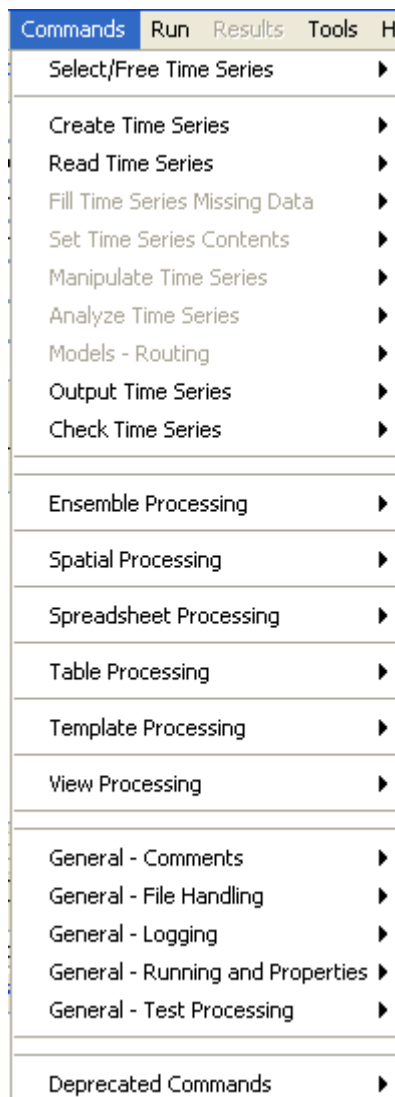 Commands Run Results Tools H
Select/Free Time Series
Create Time Series
Read Time Series
Fill Time Series Missing Data
Set Time Series Contents
Manipulate Time Series
Analyze Time Series
Models - Routing
Output Time Series
Check Time Series
Ensemble Processing
Spatial Processing
Spreadsheet Processing
Table Processing
Template Processing
View Processing
General - Comments
General - File Handling
General - Logging
General - Running and Properties
General - Test Processing
Deprecated Commands